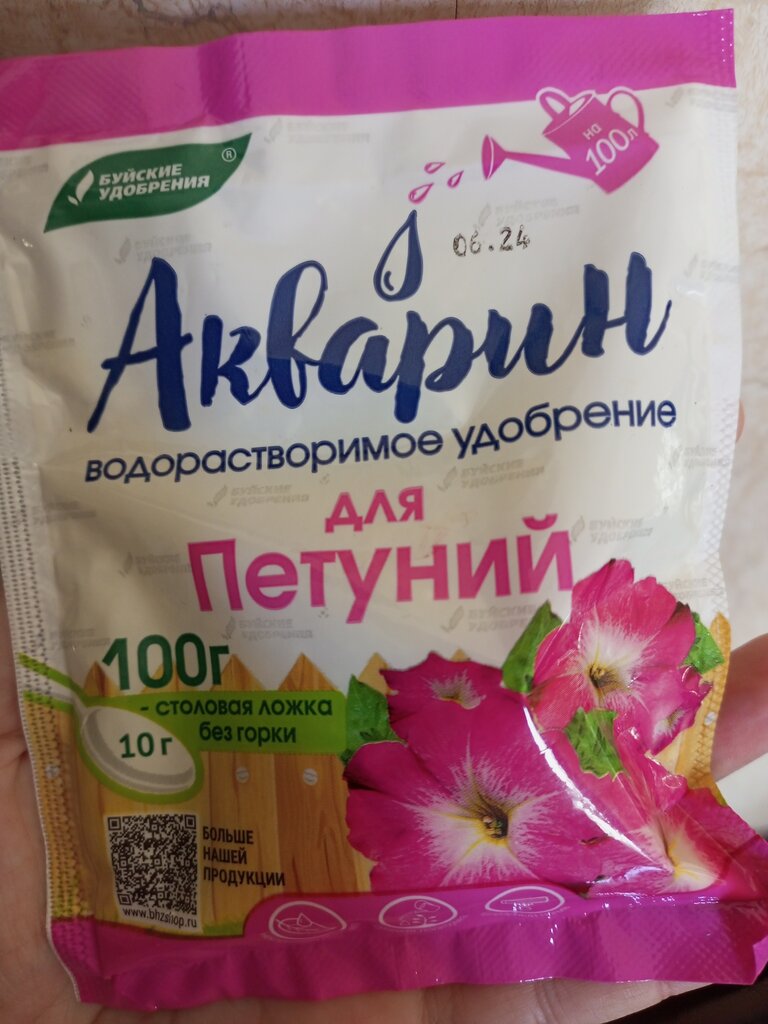 на
100л
БУЙСКИЕ
УДОБРЕНИЯ ®
06.24
Акварин
водорастворимое удобрение
для
Петуний
100г
- столовая ложка
без горки
10 г
БОЛЬШЕ
НАШЕЙ
ПРОДУКЦИИ
www.bhzshop.ru